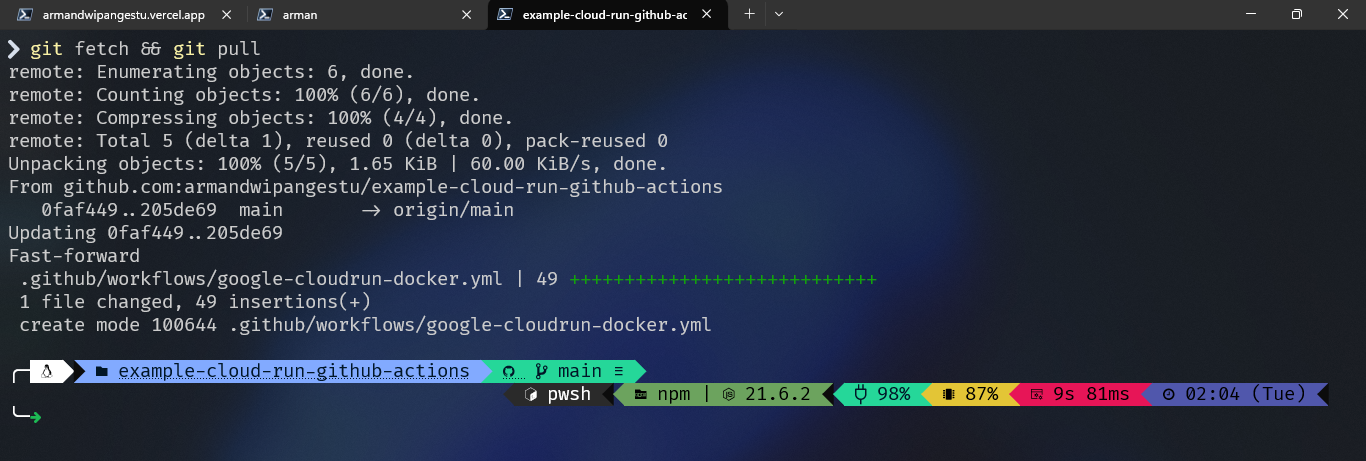 armandwipangestu.vercel.app
arman
example-cloud-run-github-ac
❯ git fetch && git pull
remote: Enumerating objects: 6, done.
remote: Counting objects: 100% (6/6), done.
remote: Compressing objects: 100% (4/4), done.
remote: Total 5 (delta 1), reused 0 (delta 0), pack-reused 0
Unpacking objects: 100% (5/5), 1.65 KiB | 60.00 KiB/s, done.
From github.com:armandwipangestu/example-cloud-run-github-actions
   0faf449..205de69  main       -> origin/main
Updating 0faf449..205de69
Fast-forward
 .github/workflows/google-cloudrun-docker.yml | 49 ++++++++++++++++++++++++++++
 1 file changed, 49 insertions(+)
 create mode 100644 .github/workflows/google-cloudrun-docker.yml
example-cloud-run-github-actions main ≡
pwsh npm | 21.6.2 98% 87% 9s 81ms 02:04 (Tue)